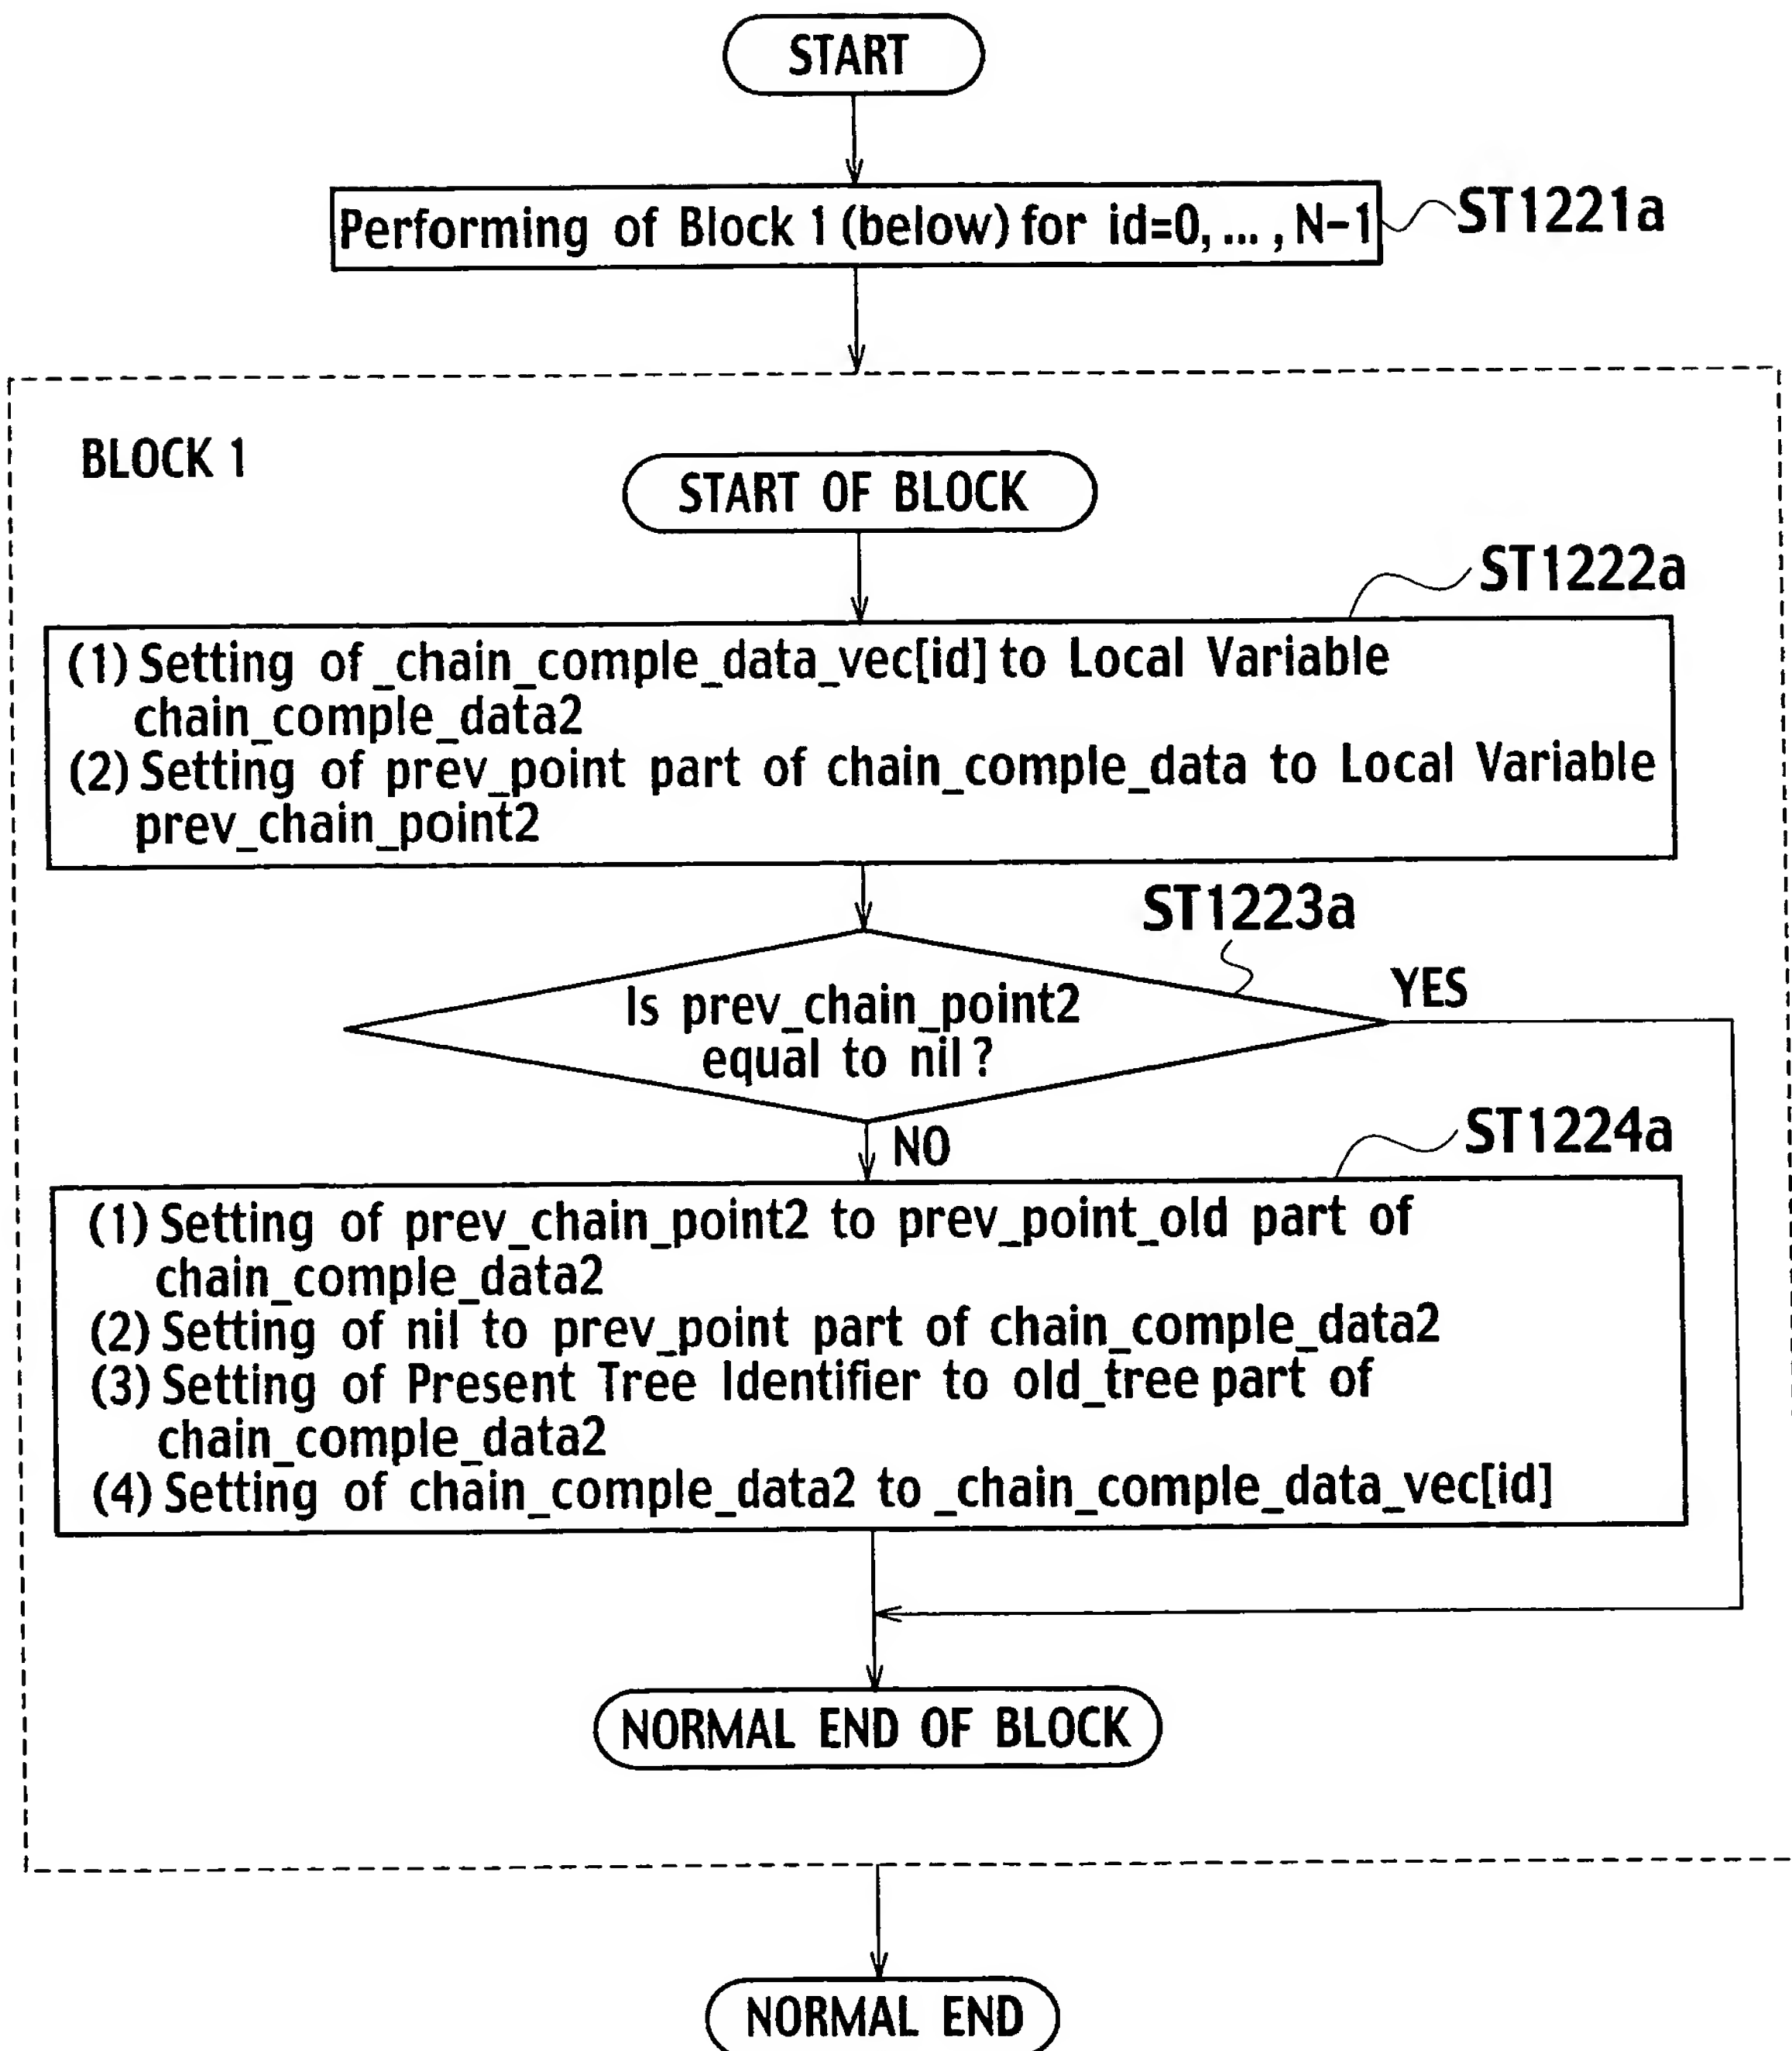 START
Performing of Block 1 (below) for id=0, ... , N-1
ST1221a
BLOCK 1
START OF BLOCK
ST1222a
(1) Setting of _chain_comple_data_vec[id] to Local Variable
chain_comple_data2
(2) Setting of prev_point part of chain_comple_data to Local Variable
prev_chain_point2
ST1223a
Is prev_chain_point2
equal to nil ?
YES
NO
ST1224a
(1) Setting of prev_chain_point2 to prev_point_old part of
chain_comple_data2
(2) Setting of nil to prev_point part of chain_comple_data2
(3) Setting of Present Tree Identifier to old_tree part of
chain_comple_data2
(4) Setting of chain_comple_data2 to _chain_comple_data_vec[id]
NORMAL END OF BLOCK
NORMAL END